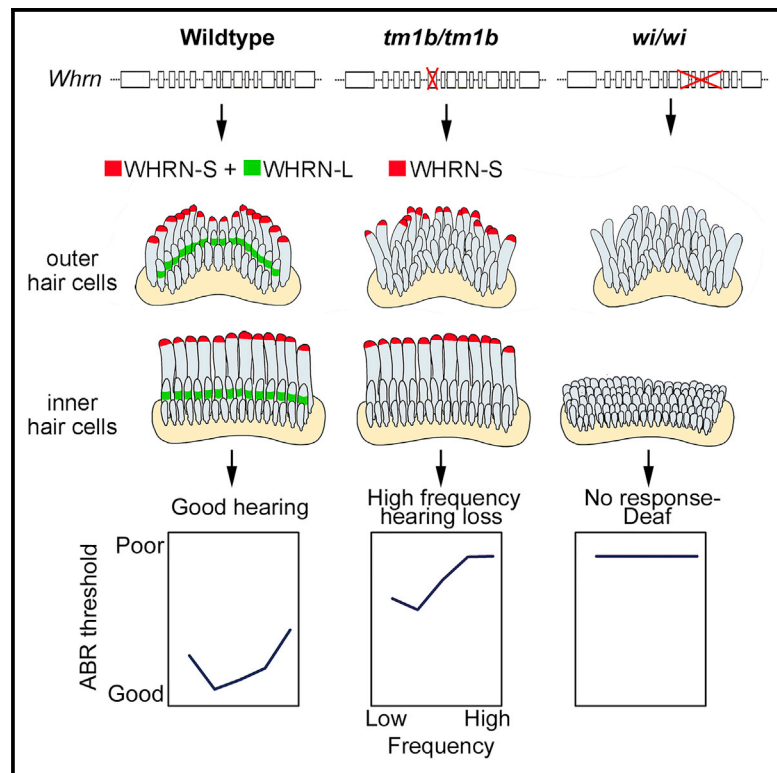 Wildtype
tm1b/tm1b
wi/wi
Whrn
WHRN-S + WHRN-L
WHRN-S
outer
hair cells
inner
hair cells
Good hearing
High frequency
hearing loss
No response-
Deaf
ABR threshold
Poor
Good
Low
High
Frequency